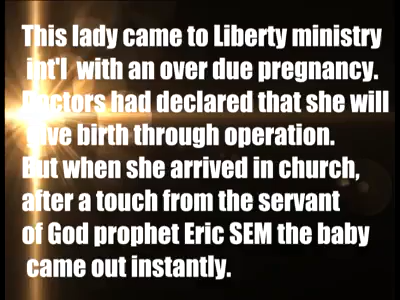 This lady came to Liberty ministry
int'l with an over due pregnancy.
Doctors had declared that she will
give birth through operation.
But when she arrived in church,
after a touch from the servant
of God prophet Eric SEM the baby
came out instantly.